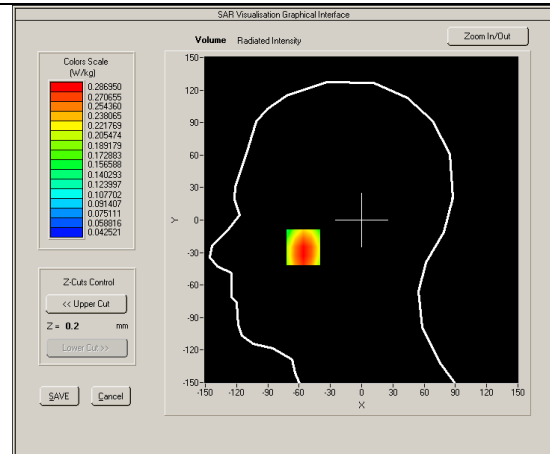 SAR Visualisation Graphical Interface
Volume Radiated Intensity
Zoom In/Out
Colors Scale
(W/kg)
0.286950
0.270655
0.254360
0.238065
0.221769
0.205474
0.189179
0.172883
0.156588
0.140293
0.123997
0.107702
0.091407
0.075111
0.058816
0.042521
Z-Cuts Control
<< Upper Cut
Z = 0.2 mm
Lower Cut >>
SAVE Cancel
150
120
90
60
30
0
-30
-60
-90
-120
-150
Y
-150 -120 -90 -60 -30 0 30 60 90 120 150
X